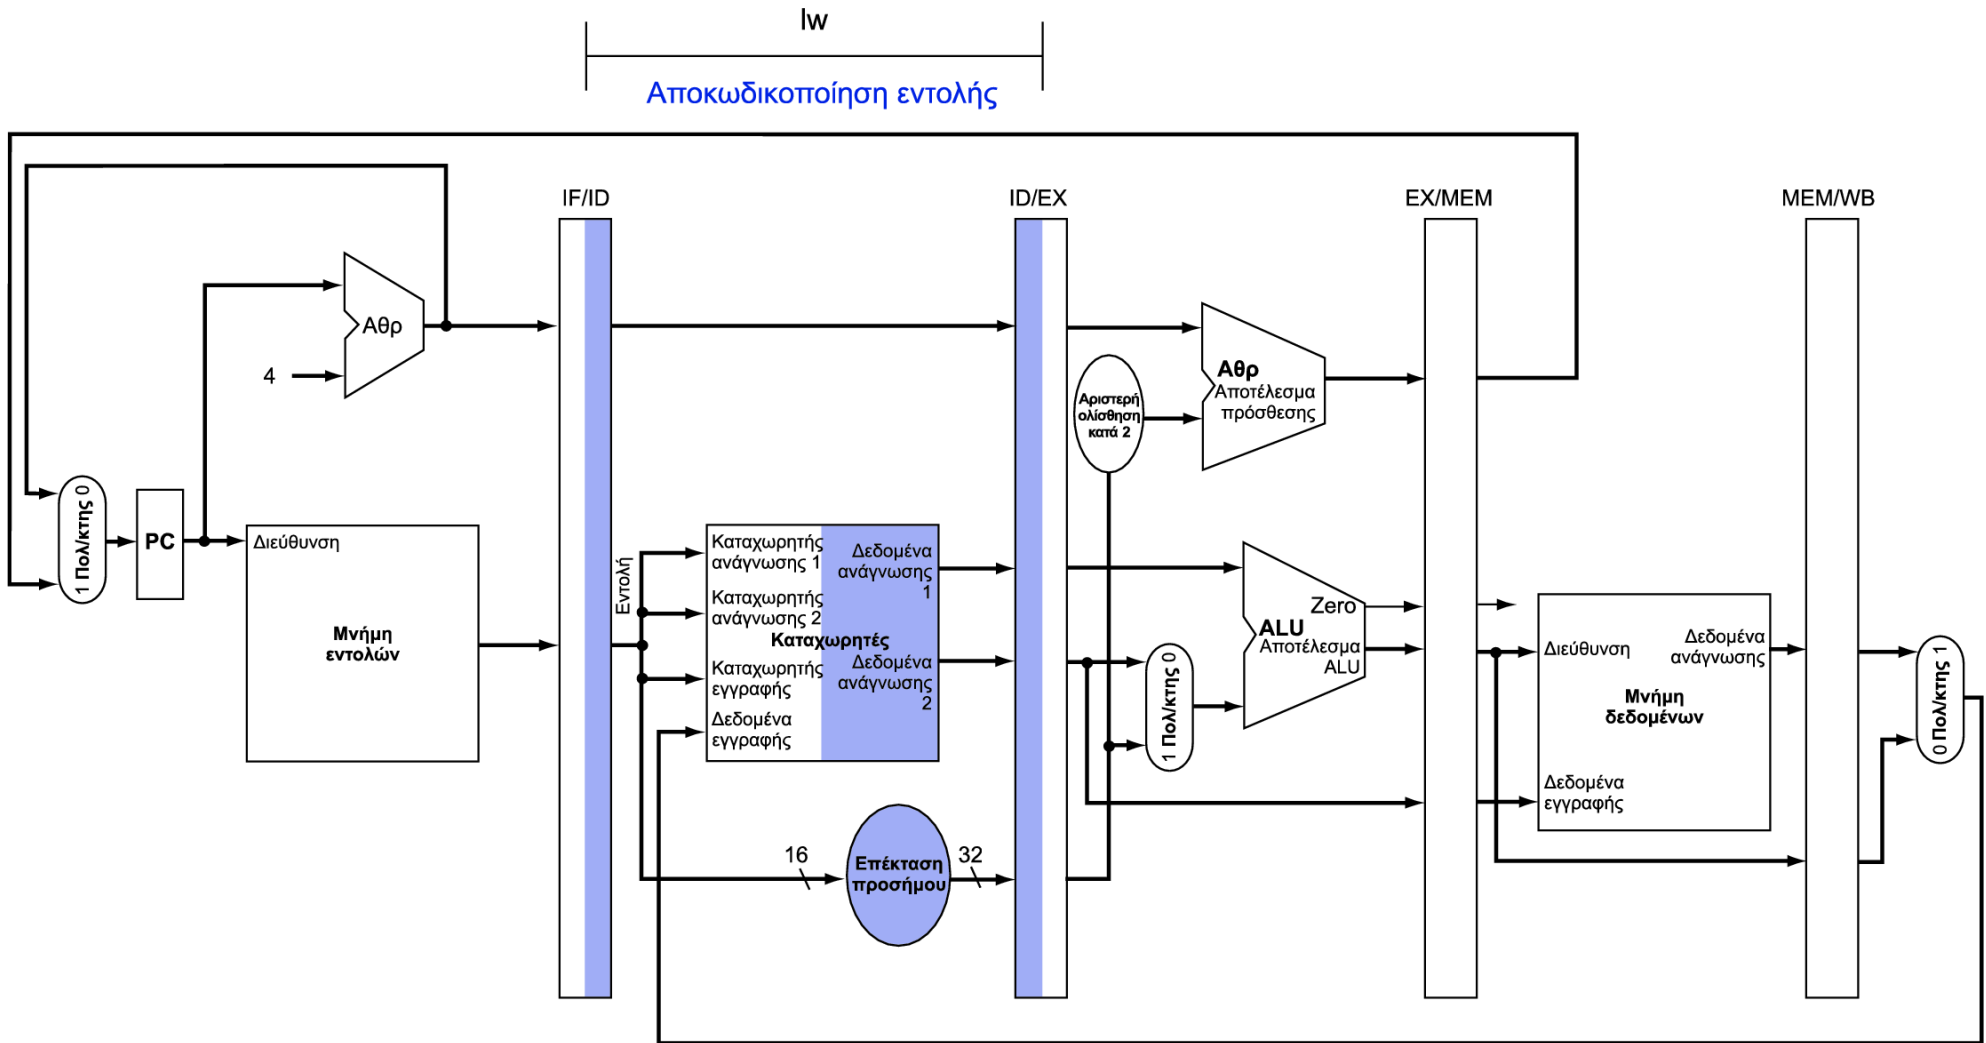 lw
Αποκωδικοποίηση εντολής
IF/ID
ID/EX
EX/MEM
MEM/WB
Αθρ
4
Αθρ
Αποτέλεσμα
πρόσθεσης
Αριστερή
ολίσθηση
κατά 2
1 Πολ/κτης 0
PC
Διεύθυνση
Μνήμη
εντολών
Εντολή
Καταχωρητής
ανάγνωσης 1
Καταχωρητής
ανάγνωσης 2
Καταχωρητές
Καταχωρητής
εγγραφής
Δεδομένα
εγγραφής
Δεδομένα
ανάγνωσης
1
Δεδομένα
ανάγνωσης
2
1 Πολ/κτης 0
Zero
ALU
Αποτέλεσμα
ALU
Διεύθυνση
Δεδομένα
ανάγνωσης
Μνήμη
δεδομένων
Δεδομένα
εγγραφής
0 Πολ/κτης 1
16
Επέκταση
προσήμου
32